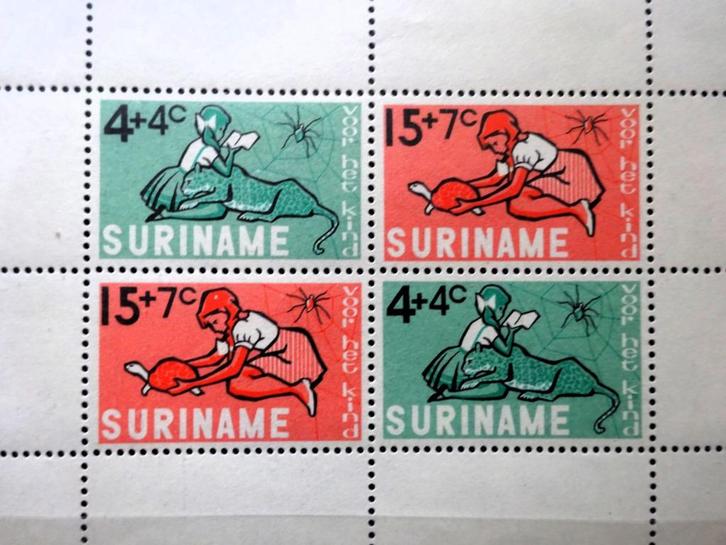 4+4c
voor het kind
SURINAME
15+7c
voor het kind
SURINAME
15+7c
voor het kind
SURINAME
4+4c
voor het kind
SURINAME